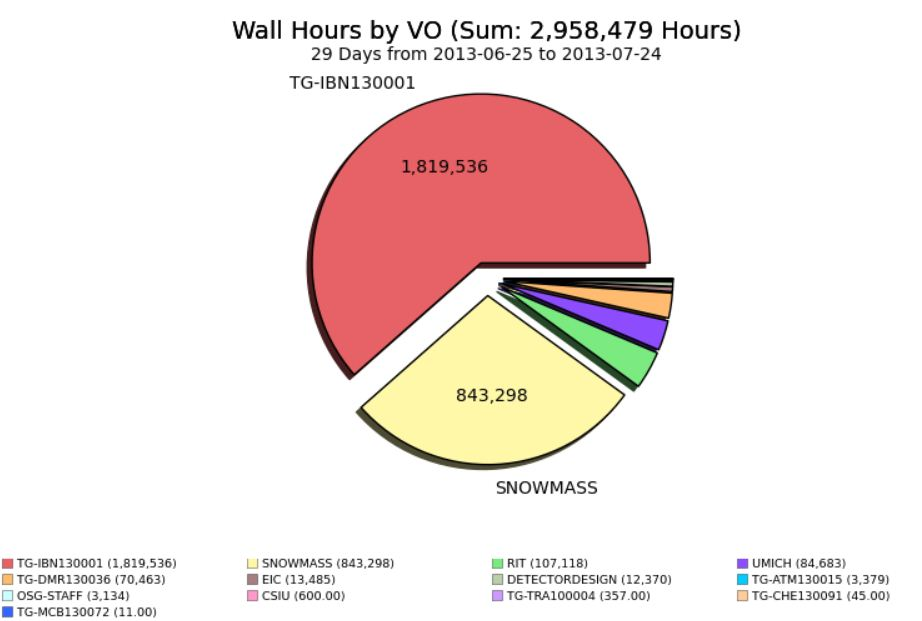 Wall Hours by VO (Sum: 2,958,479 Hours)
29 Days from 2013-06-25 to 2013-07-24
TG-IBN130001
1,819,536
843,298
SNOWMASS
TG-IBN130001 (1,819,536)
SNOWMASS (843,298)
RIT (107,118)
UMICH (84,683)
TG-DMR130036 (70,463)
EIC (13,485)
DETECTORDESIGN (12,370)
TG-ATM130015 (3,379)
OSG-STAFF (3,134)
CSIU (600.00)
TG-TRA100004 (357.00)
TG-CHE130091 (45.00)
TG-MCB130072 (11.00)